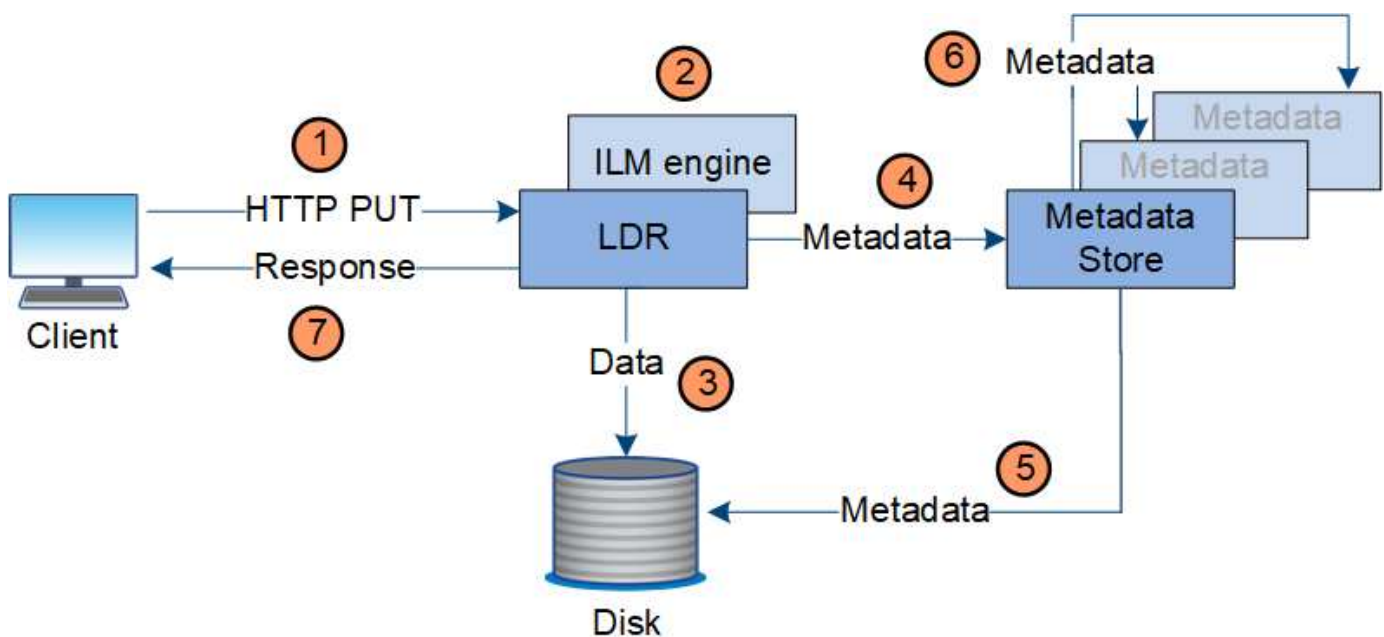 6
Metadata
2
Metadata
1
ILM engine
Metadata
4
HTTP PUT
LDR
Metadata
Metadata
Store
Response
7
Client
Data
3
5
Metadata
Disk